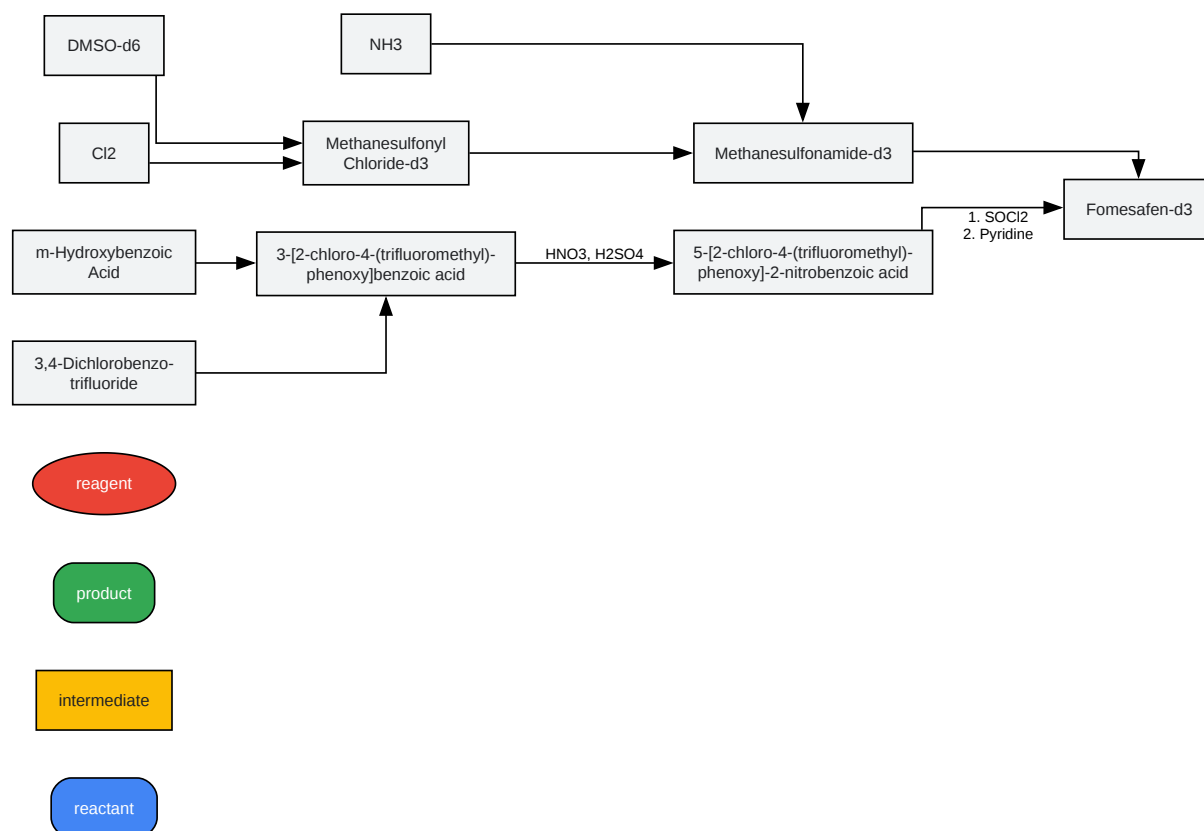 DMSO-d6
NH3
Cl2
Methanesulfonyl
Chloride-d3
Methanesulfonamide-d3
Fomesafen-d3
1. SOCl2
2. Pyridine
m-Hydroxybenzoic
Acid
3-[2-chloro-4-(trifluoromethyl)-
phenoxy]benzoic acid
HNO3, H2SO4
5-[2-chloro-4-(trifluoromethyl)-
phenoxy]-2-nitrobenzoic acid
3,4-Dichlorobenzo-
trifluoride
reagent
product
intermediate
reactant